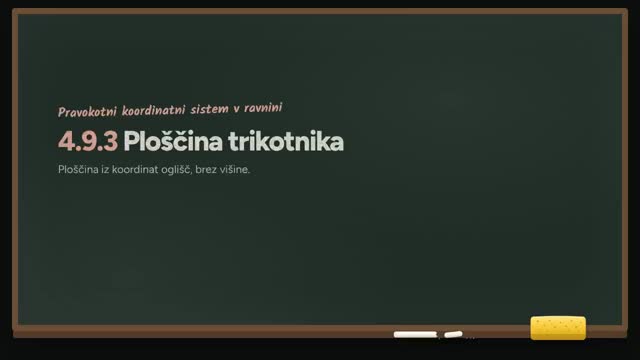 Pravokotni koordinatni sistem v ravnini
4.9.3 Ploščina trikotnika
Ploščina iz koordinat oglišč, brez višine.